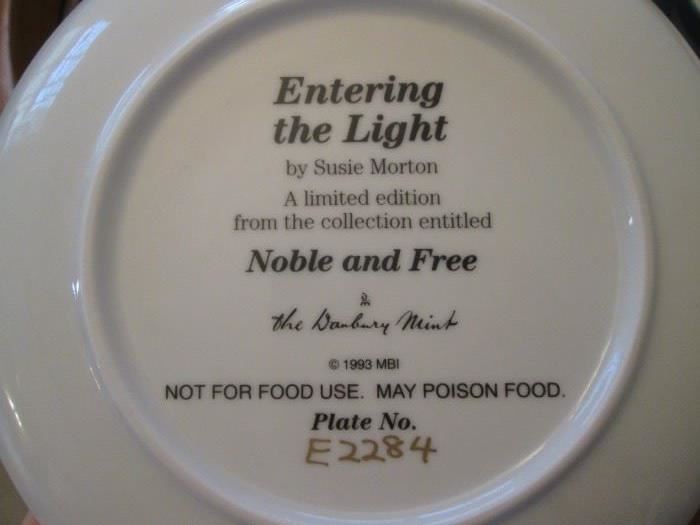 Entering
the Light
by Susie Morton
A limited edition
from the collection entitled
Noble and Free
the Danbury Mint
© 1993 MBI
NOT FOR FOOD USE. MAY POISON FOOD.
Plate No.
E2284